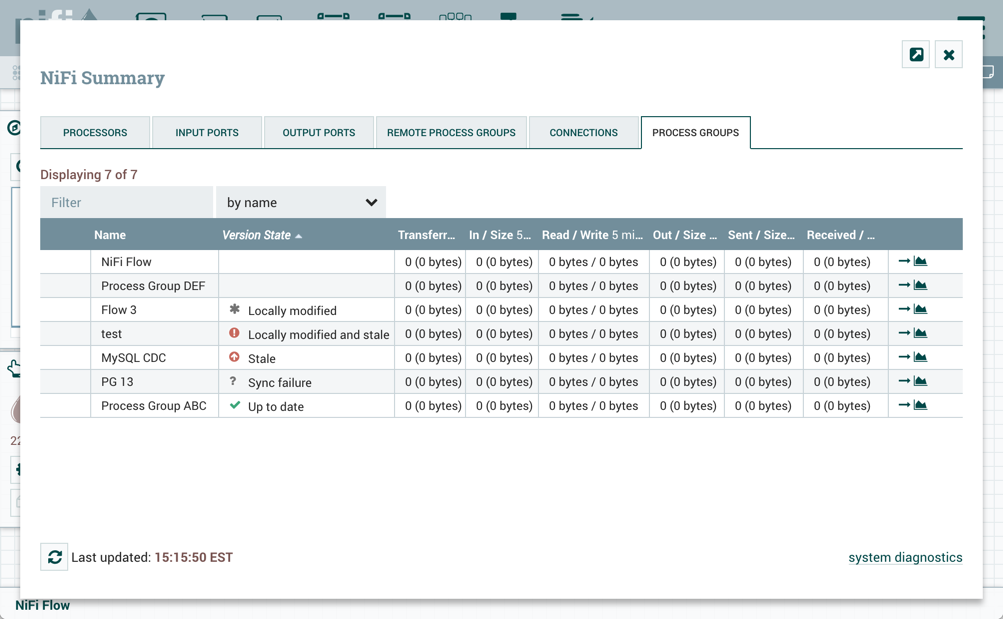 NiFi Summary
PROCESSORS INPUT PORTS OUTPUT PORTS REMOTE PROCESS GROUPS CONNECTIONS PROCESS GROUPS
Displaying 7 of 7
Filter by name
Name Version State Transferr... In / Size 5... Read / Write 5 mi... Out / Size ... Sent / Size... Received / ...
NiFi Flow 0 (0 bytes) 0 (0 bytes) 0 bytes / 0 bytes 0 (0 bytes) 0 (0 bytes) 0 (0 bytes)
Process Group DEF 0 (0 bytes) 0 (0 bytes) 0 bytes / 0 bytes 0 (0 bytes) 0 (0 bytes) 0 (0 bytes)
Flow 3 Locally modified 0 (0 bytes) 0 (0 bytes) 0 bytes / 0 bytes 0 (0 bytes) 0 (0 bytes) 0 (0 bytes)
test Locally modified and stale 0 (0 bytes) 0 (0 bytes) 0 bytes / 0 bytes 0 (0 bytes) 0 (0 bytes) 0 (0 bytes)
MySQL CDC Stale 0 (0 bytes) 0 (0 bytes) 0 bytes / 0 bytes 0 (0 bytes) 0 (0 bytes) 0 (0 bytes)
PG 13 ? Sync failure 0 (0 bytes) 0 (0 bytes) 0 bytes / 0 bytes 0 (0 bytes) 0 (0 bytes) 0 (0 bytes)
Process Group ABC Up to date 0 (0 bytes) 0 (0 bytes) 0 bytes / 0 bytes 0 (0 bytes) 0 (0 bytes) 0 (0 bytes)
Last updated: 15:15:50 EST system diagnostics
NiFi Flow